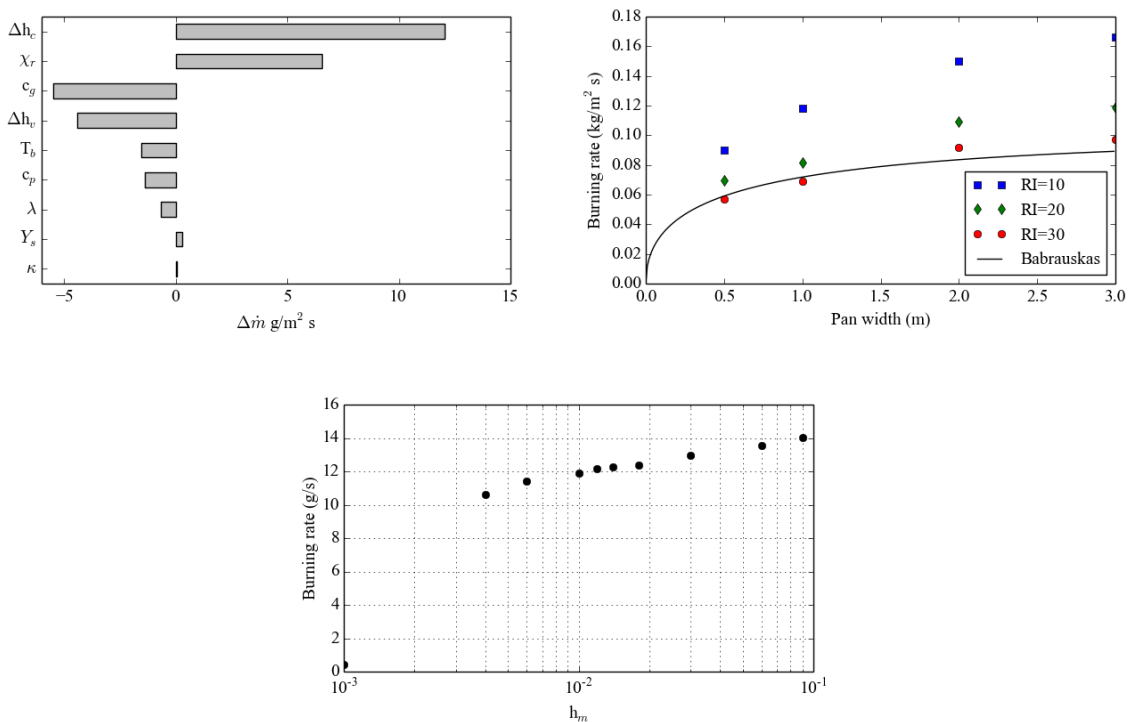 Δh_c
χ_r
c_g
Δh_v
T_b
c_p
λ
Y_s
κ
−5 0 5 10 15
Δṁ g/m² s
0.18
0.16
0.14
0.12
0.10
0.08
0.06
0.04
0.02
0.00
Burning rate (kg/m² s)
RI=10
RI=20
RI=30
Babrauskas
0.0 0.5 1.0 1.5 2.0 2.5 3.0
Pan width (m)
16
14
12
10
8
6
4
2
0
Burning rate (g/s)
10⁻³ 10⁻² 10⁻¹
h_m